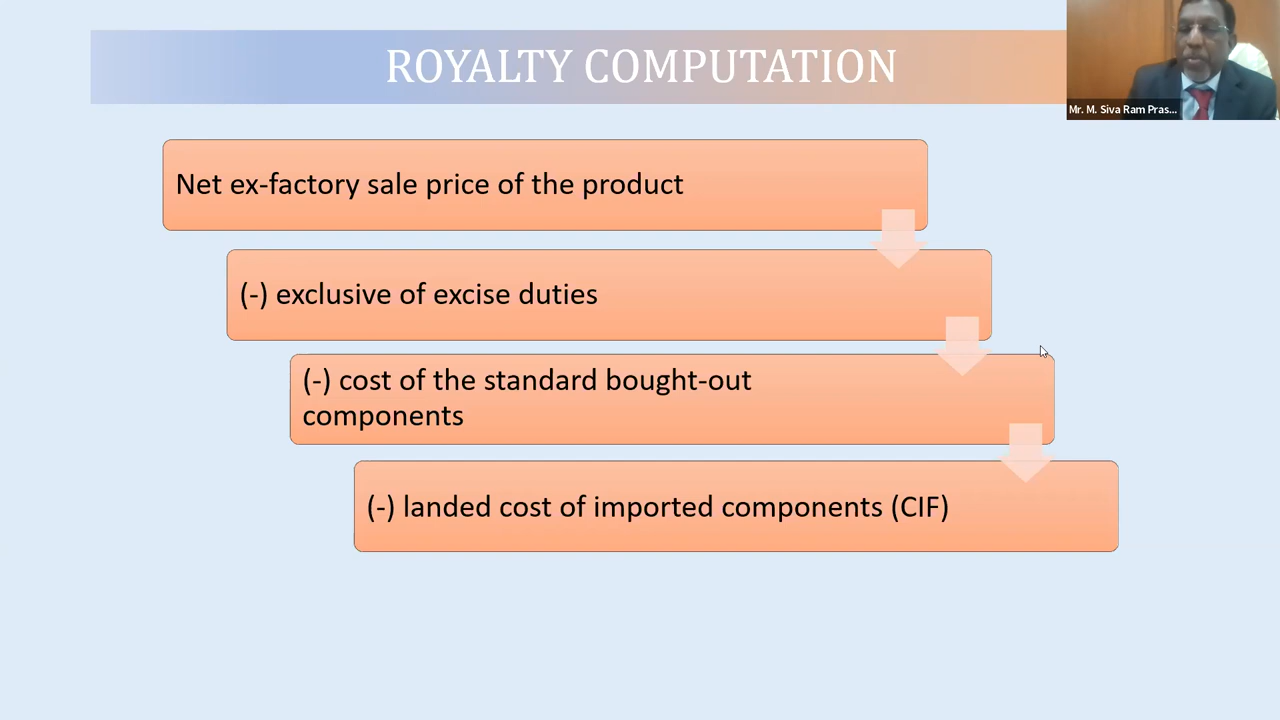 ROYALTY COMPUTATION
Mr. M. Siva Ram Pras...
Net ex-factory sale price of the product
(-) exclusive of excise duties
(-) cost of the standard bought-out
components
(-) landed cost of imported components (CIF)